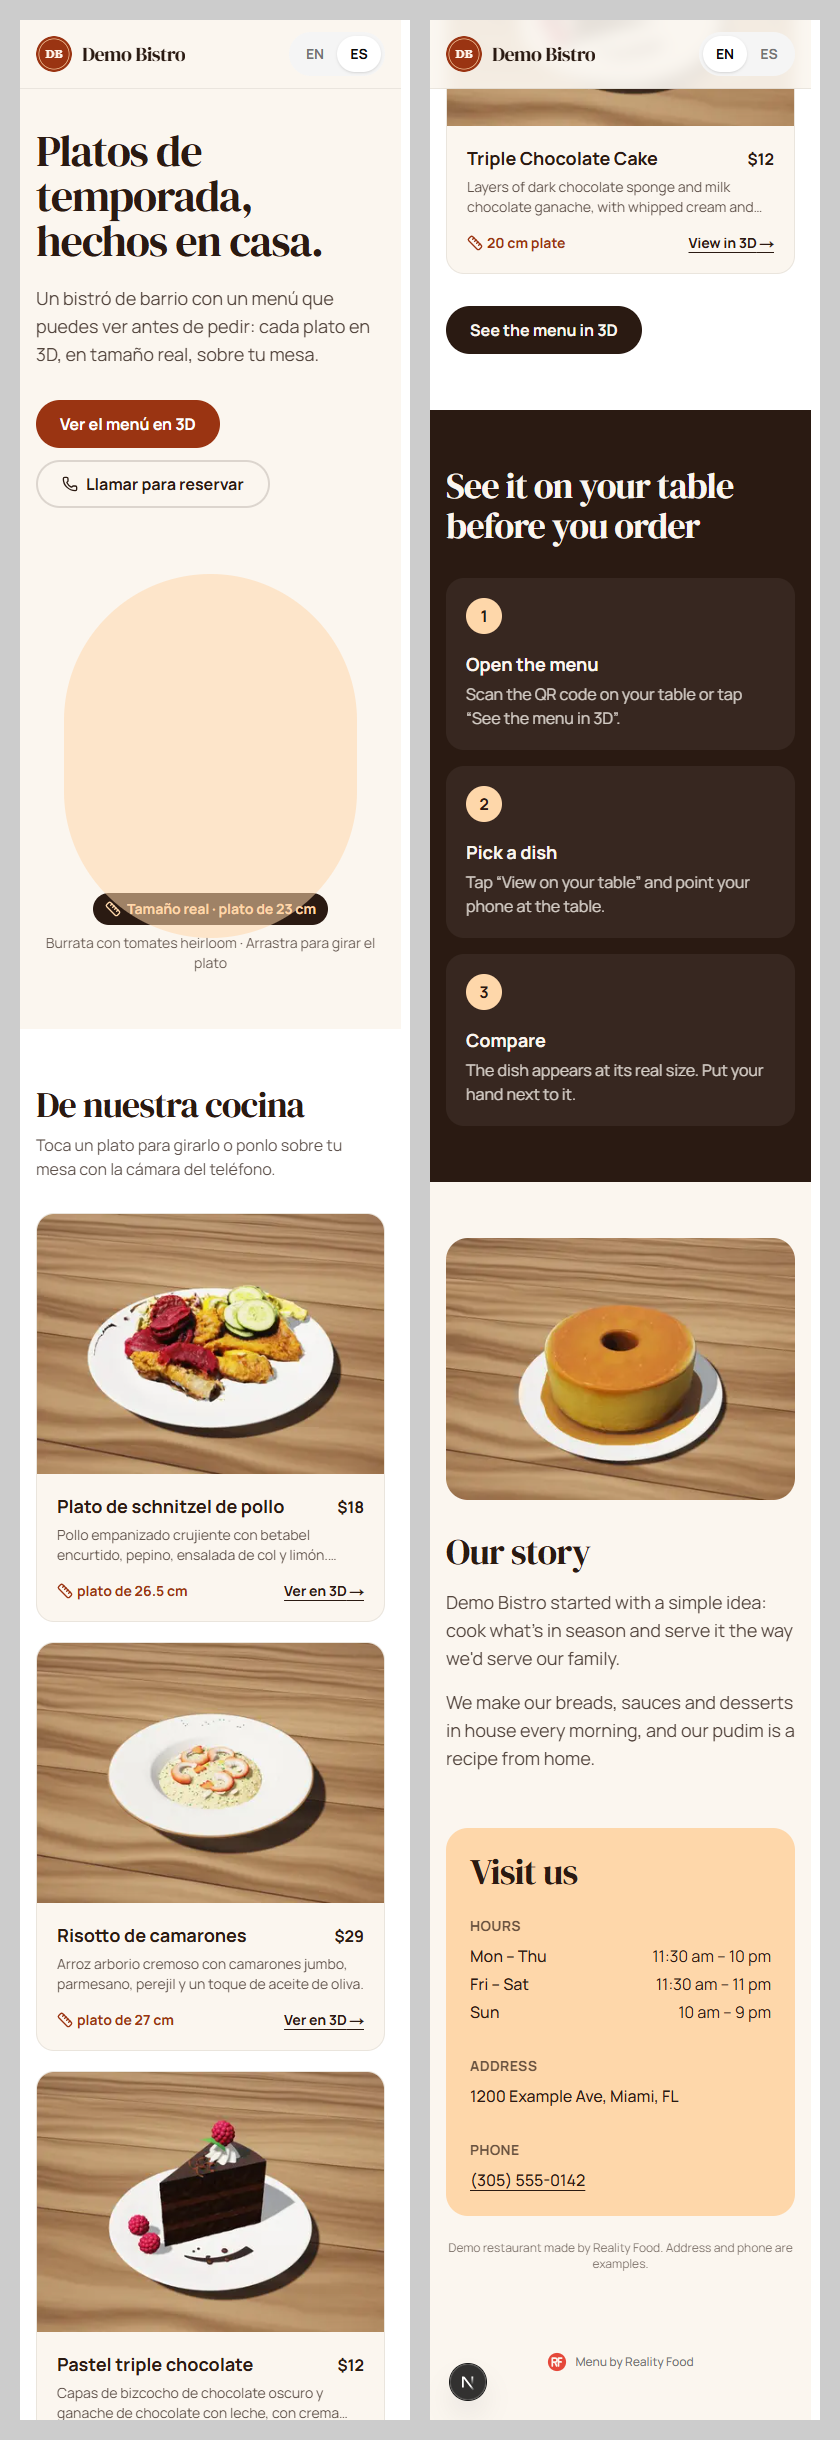 DB Demo Bistro EN ES
Platos de
temporada,
hechos en casa.
Un bistró de barrio con un menú que
puedes ver antes de pedir: cada plato en
3D, en tamaño real, sobre tu mesa.
Ver el menú en 3D
Llamar para reservar
Tamaño real · plato de 23 cm
Burrata con tomates heirloom · Arrastra para girar el
plato
De nuestra cocina
Toca un plato para girarlo o ponlo sobre tu
mesa con la cámara del teléfono.
Plato de schnitzel de pollo $18
Pollo empanizado crujiente con betabel
encurtido, pepino, ensalada de col y limón.…
plato de 26.5 cm Ver en 3D →
Risotto de camarones $29
Arroz arborio cremoso con camarones jumbo,
parmesano, perejil y un toque de aceite de oliva.
plato de 27 cm Ver en 3D →
Pastel triple chocolate $12
Capas de bizcocho de chocolate oscuro y
ganache de chocolate con leche, con crema…
DB Demo Bistro EN ES
Triple Chocolate Cake $12
Layers of dark chocolate sponge and milk
chocolate ganache, with whipped cream and…
20 cm plate View in 3D →
See the menu in 3D
See it on your table
before you order
1
Open the menu
Scan the QR code on your table or tap
“See the menu in 3D”.
2
Pick a dish
Tap “View on your table” and point your
phone at the table.
3
Compare
The dish appears at its real size. Put your
hand next to it.
Our story
Demo Bistro started with a simple idea:
cook what's in season and serve it the way
we'd serve our family.
We make our breads, sauces and desserts
in house every morning, and our pudim is a
recipe from home.
Visit us
HOURS
Mon – Thu 11:30 am – 10 pm
Fri – Sat 11:30 am – 11 pm
Sun 10 am – 9 pm
ADDRESS
1200 Example Ave, Miami, FL
PHONE
(305) 555-0142
Demo restaurant made by Reality Food. Address and phone are
examples.
RF Menu by Reality Food
N